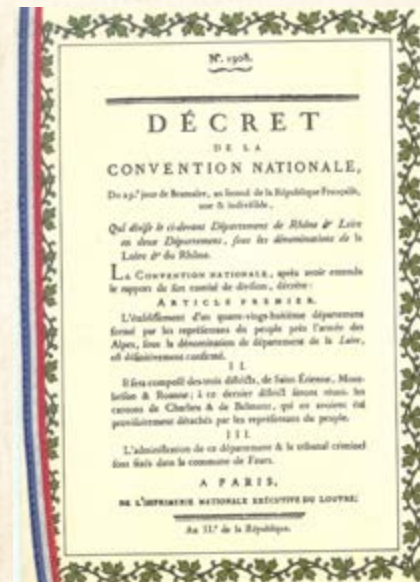 N.º 1908.
DÉCRET
DE LA
CONVENTION NATIONALE,
Du 29.e jour de Brumaire, an second de la République Française,
une & indivisible,
Qui divise le ci-devant Département de Rhône & Loire
en deux Département, sous les dénominations de la
Loire & du Rhône.
LA CONVENTION NATIONALE, après avoir entendu
le rapport de son comité de division, décrète:
ARTICLE PREMIER.
L'établissement d'un quatre-vingt-huitième département
formé par les représentans du peuple près l'armée des
Alpes, sous la dénomination de département de la Loire,
est définitivement confirmé.
II.
Il sera composé des trois districts, de Saint-Étienne, Mont-
brison & Roanne; à ce dernier district seront réunis les
cantons de Charlieu & de Belmont, qui en avoient été
provisoirement détachés par les représentans du peuple.
III.
L'administration de ce département & le tribunal criminel
sont fixés dans la commune de Feurs.
A PARIS,
DE L'IMPRIMERIE NATIONALE EXÉCUTIVE DU LOUVRE;
An II.e de la République.